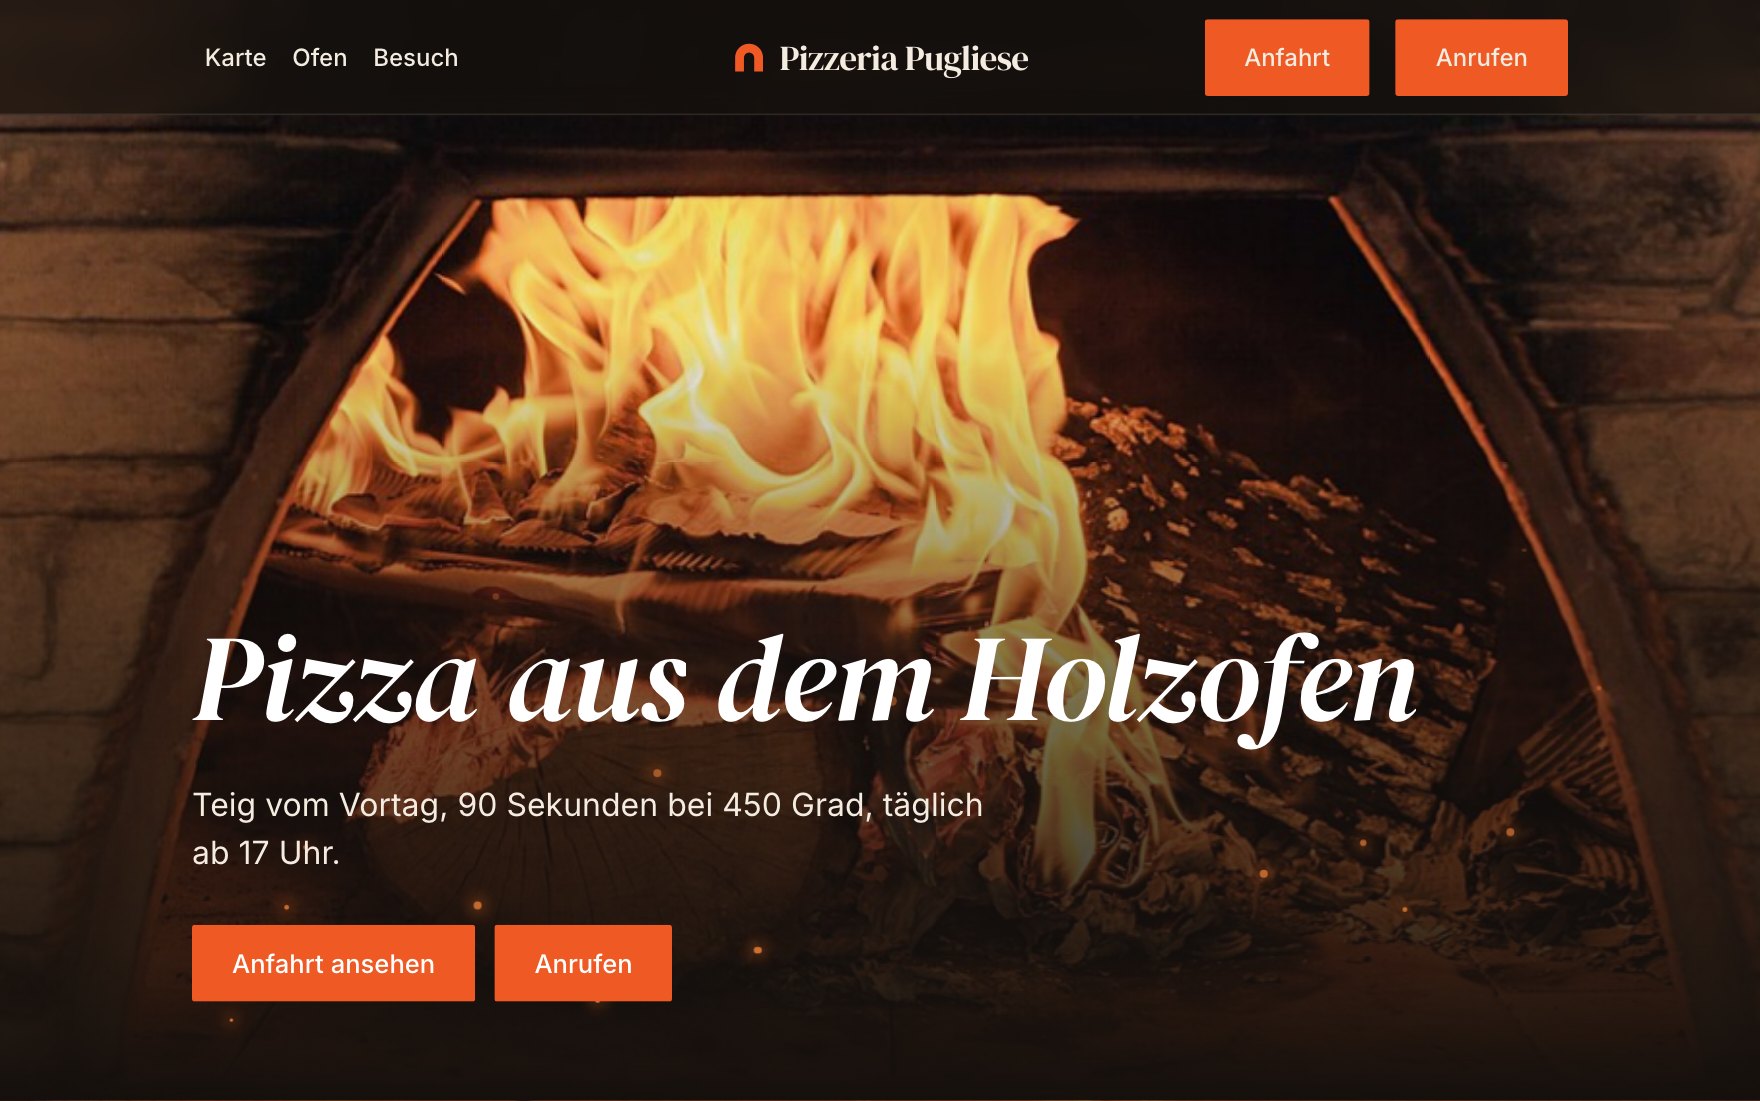 Karte Ofen Besuch
Pizzeria Pugliese
Anfahrt
Anrufen
Pizza aus dem Holzofen
Teig vom Vortag, 90 Sekunden bei 450 Grad, täglich
ab 17 Uhr.
Anfahrt ansehen
Anrufen